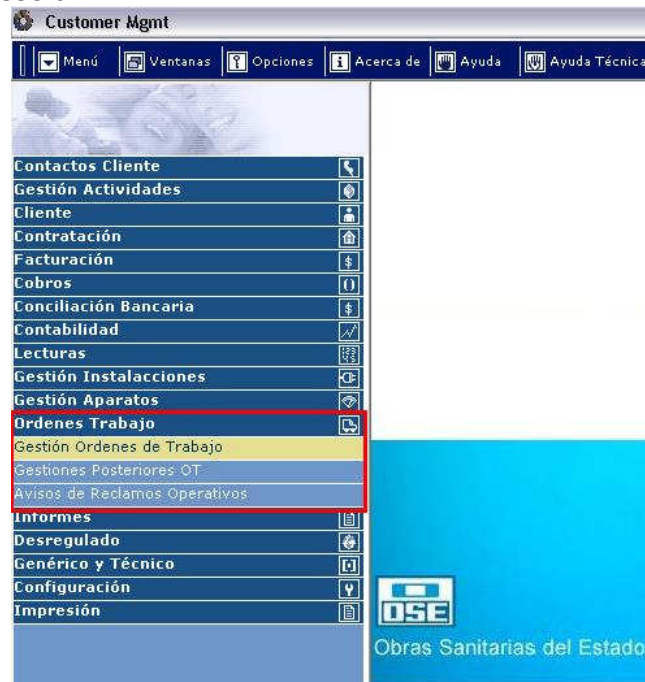 Customer Mgmt
Menú Ventanas Opciones Acerca de Ayuda Ayuda Técnica
Contactos Cliente
Gestión Actividades
Cliente
Contratación
Facturación
Cobros
Conciliación Bancaria
Contabilidad
Lecturas
Gestión Instalacciones
Gestión Aparatos
Ordenes Trabajo
Gestión Ordenes de Trabajo
Gestiones Posteriores OT
Avisos de Reclamos Operativos
Informes
Desregulado
Genérico y Técnico
Configuración
Impresión
OSE
Obras Sanitarias del Estado